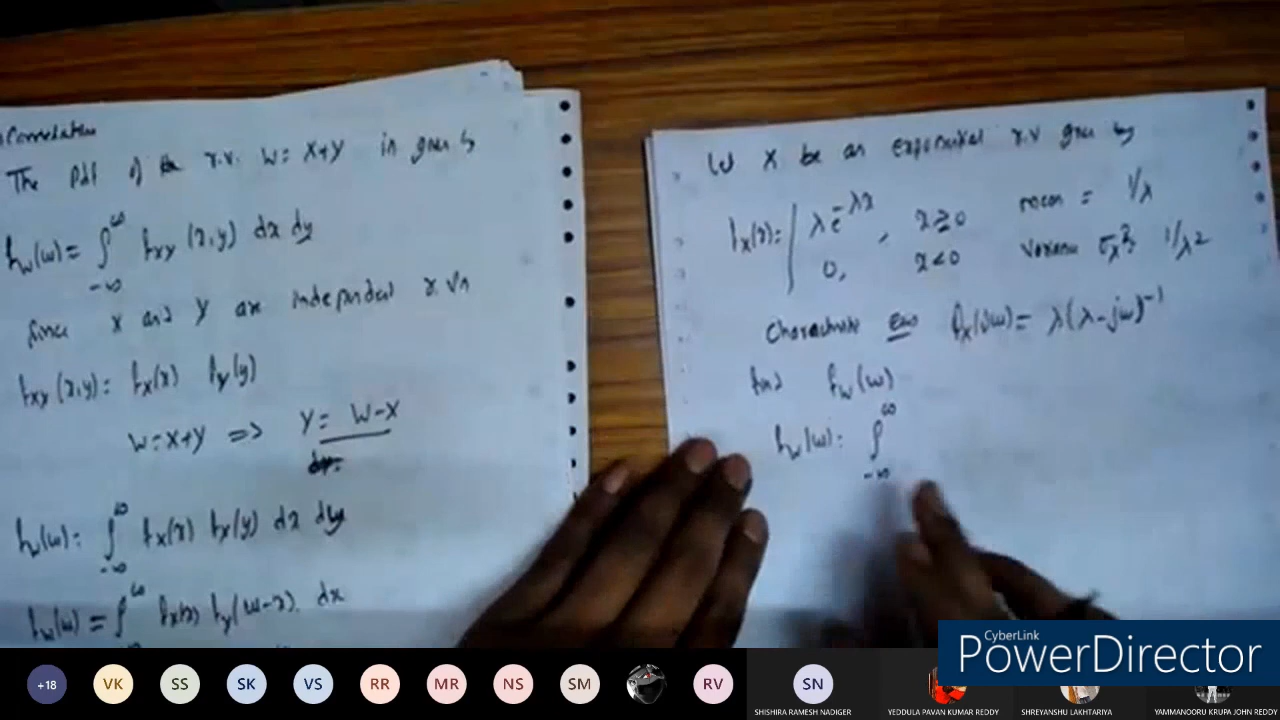 Correlation
The Pdf of the r.v. W= X+Y is given by
fw(w)= ∫ ∞ -∞ fxy (x,y) dx dy
Since X and Y are independent r.v's
fxy (x,y)= fx(x) fy(y)
W=X+Y => Y= W-X
fw(w): ∫ ∞ -∞ fx(x) fy(y) dx dy
fw(w) = ∫ ∞ fx(x) fy(w-x). dx
Let X be an exponential r.v given by
fx(x)= λe^-λx, x≥0 mean = 1/λ
0, x<0 Variance σx²= 1/λ²
Characteristic fx(jω)= λ(λ-jω)^-1
find fw(w)
fw(w): ∫ ∞ -∞
+18 VK SS SK VS RR MR NS SM RV SN
SHISHIRA RAMESH NADIGER YEDDULA PAVAN KUMAR REDDY SHREYANSHU LAKHTARIYA YAMMANOORU KRUPA JOHN REDDY
CyberLink
PowerDirector